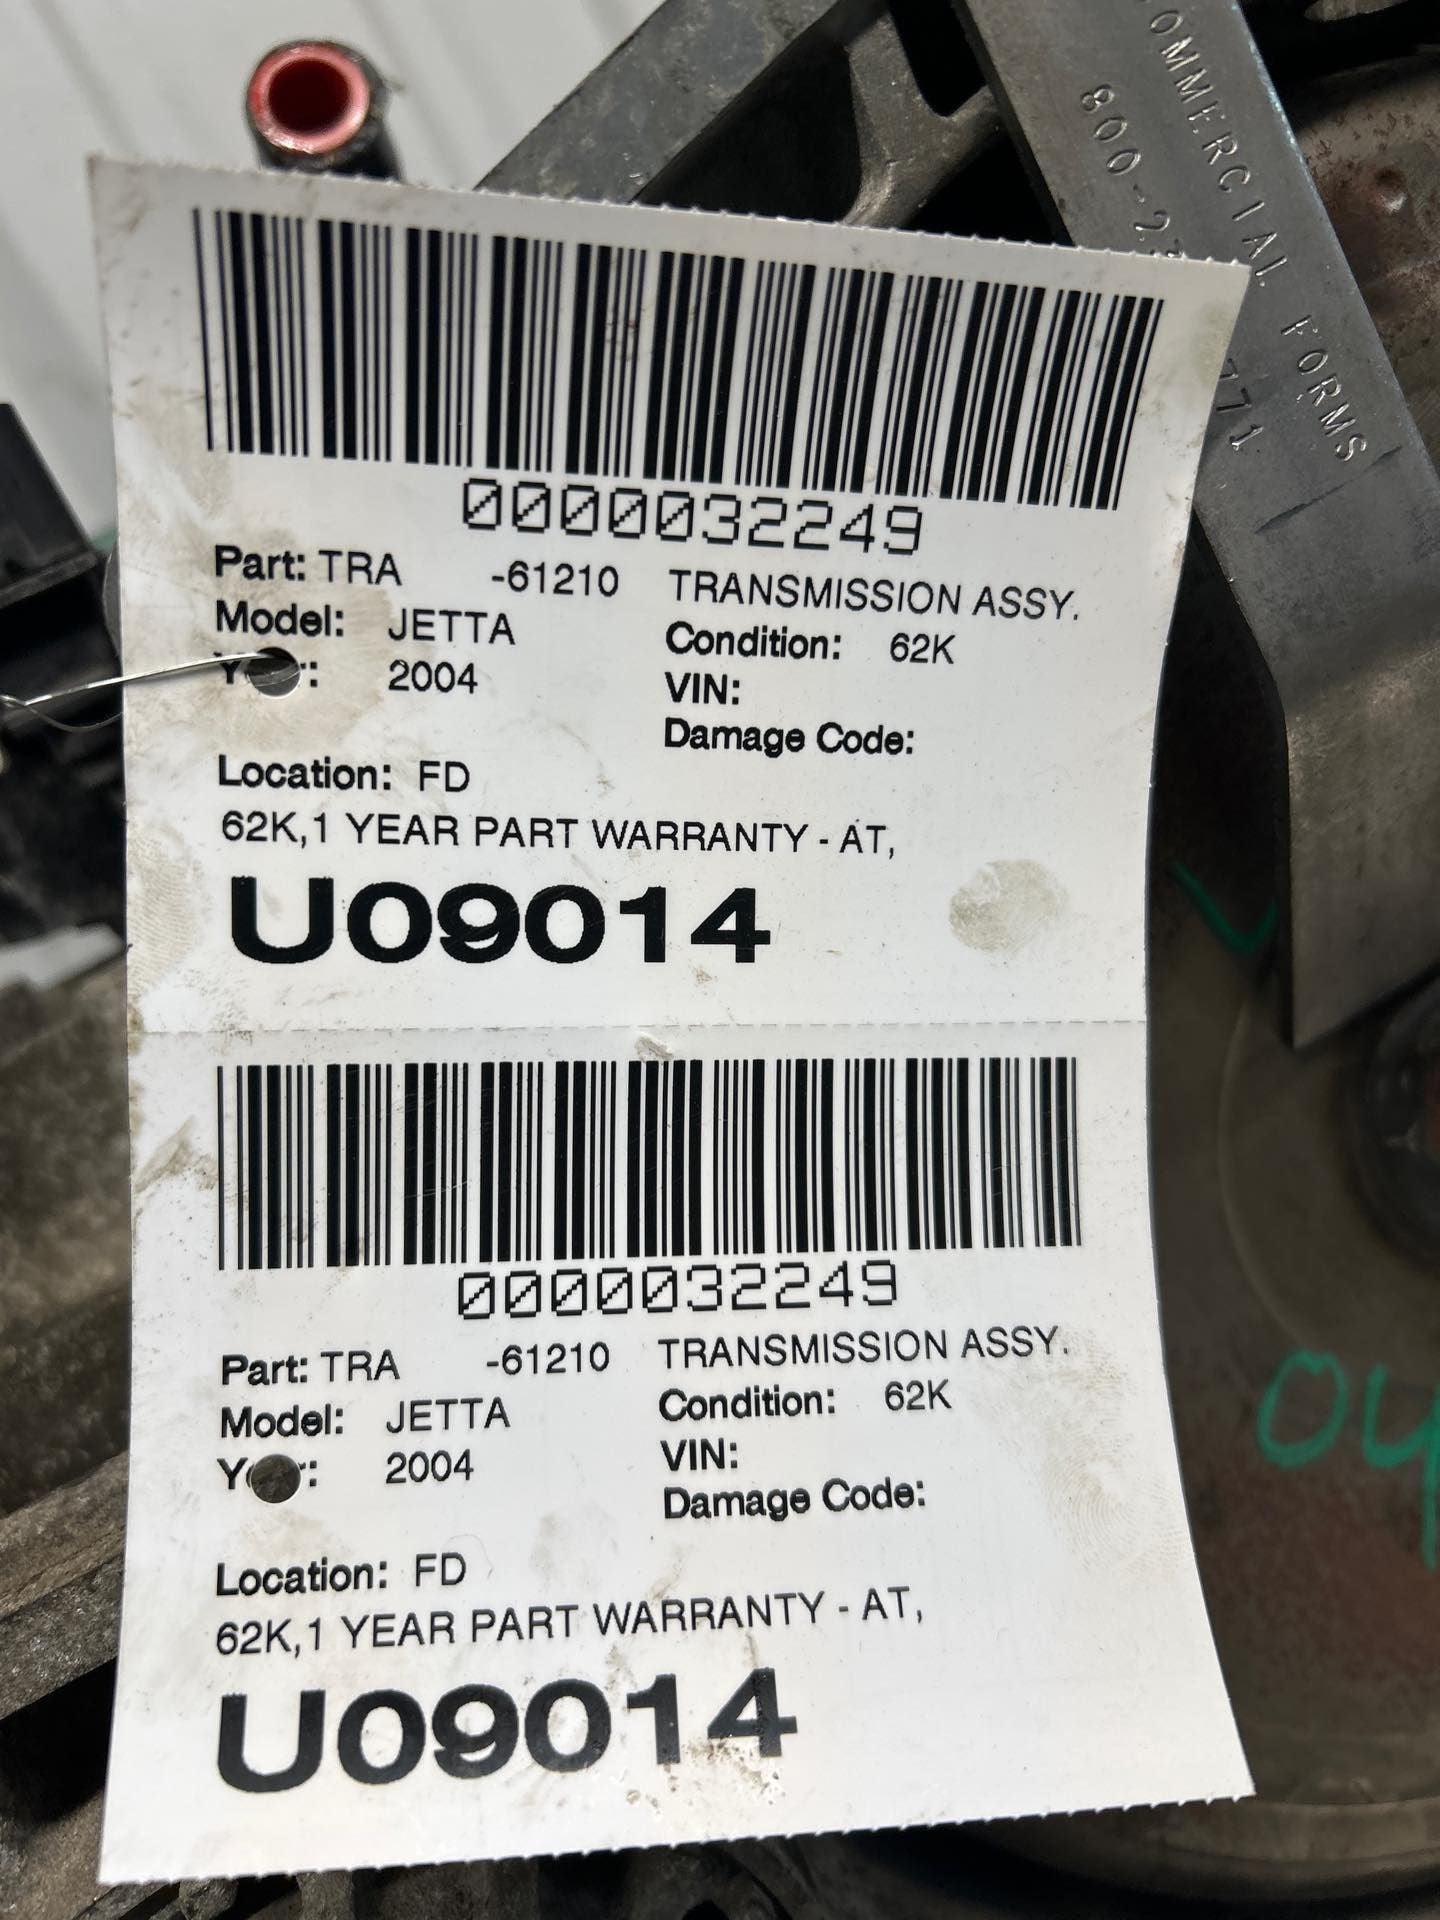 COMMERCIAL FORMS
0000032249
Part: TRA -61210 TRANSMISSION ASSY.
Model: JETTA Condition: 62K
2004 VIN:
Damage Code:
Location: FD
62K,1 YEAR PART WARRANTY - AT,
U09014
0000032249
Part: TRA -61210 TRANSMISSION ASSY.
Model: JETTA Condition: 62K
2004 VIN:
Damage Code:
Location: FD
62K,1 YEAR PART WARRANTY - AT,
U09014